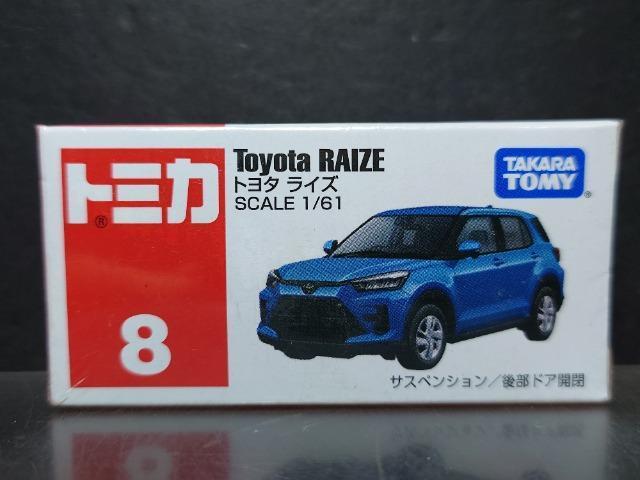 トミカ
®
8
Toyota RAIZE
トヨタ ライズ
SCALE 1/61
TAKARA
TOMY
®
サスペンション／後部ドア開閉